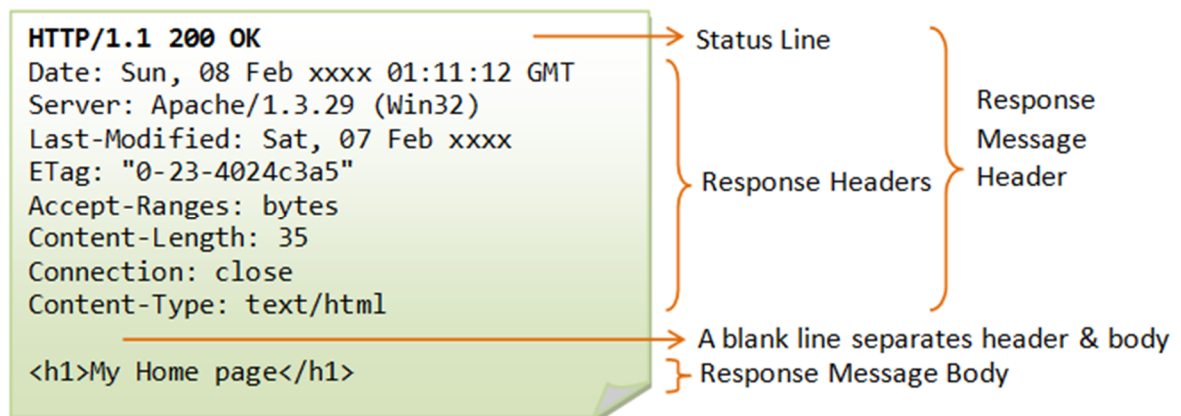 HTTP/1.1 200 OK
Date: Sun, 08 Feb xxxx 01:11:12 GMT
Server: Apache/1.3.29 (Win32)
Last-Modified: Sat, 07 Feb xxxx
ETag: "0-23-4024c3a5"
Accept-Ranges: bytes
Content-Length: 35
Connection: close
Content-Type: text/html
<h1>My Home page</h1>
Status Line
Response Headers
Response
Message
Header
A blank line separates header & body
Response Message Body